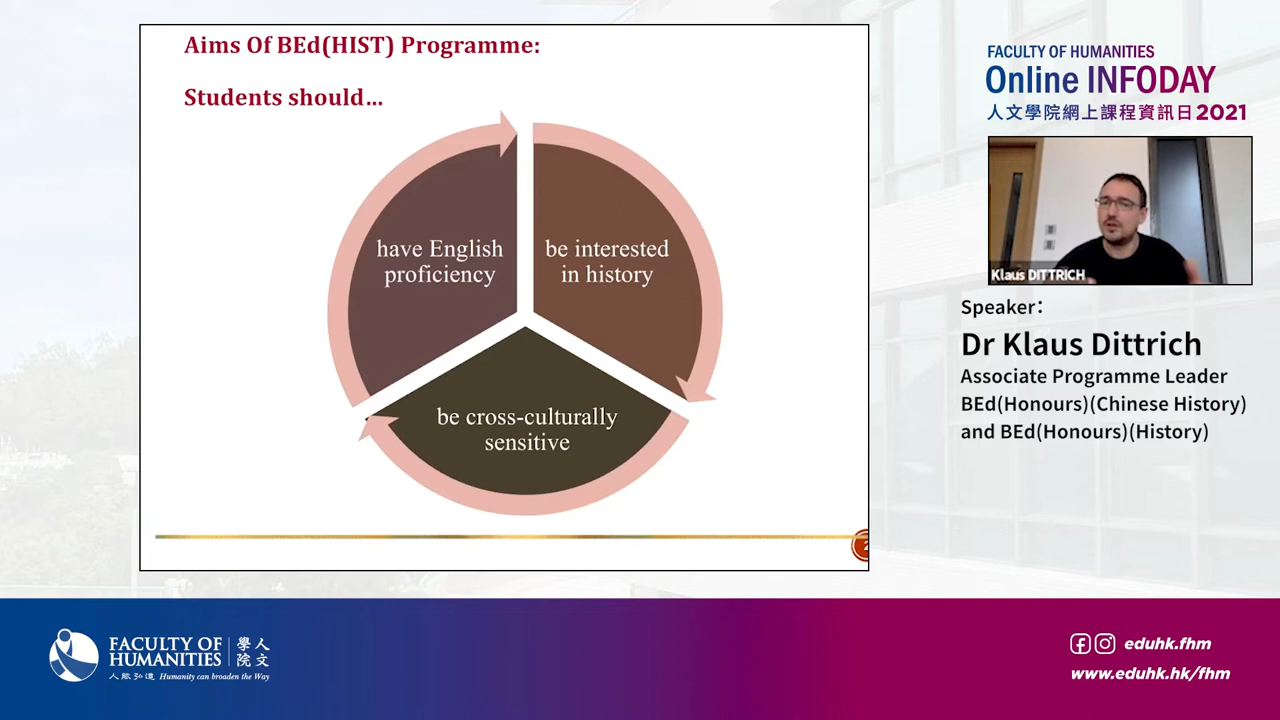 Aims Of BEd(HIST) Programme:
Students should...
have English
proficiency
be interested
in history
be cross-culturally
sensitive
FACULTY OF HUMANITIES
Online INFODAY
人文學院網上課程資訊日2021
Klaus DITTRICH
Speaker:
Dr Klaus Dittrich
Associate Programme Leader
BEd(Honours)(Chinese History)
and BEd(Honours)(History)
FACULTY OF
HUMANITIES
學人
院文
人脈弘道 Humanity can broaden the Way
eduhk.fhm
www.eduhk.hk/fhm